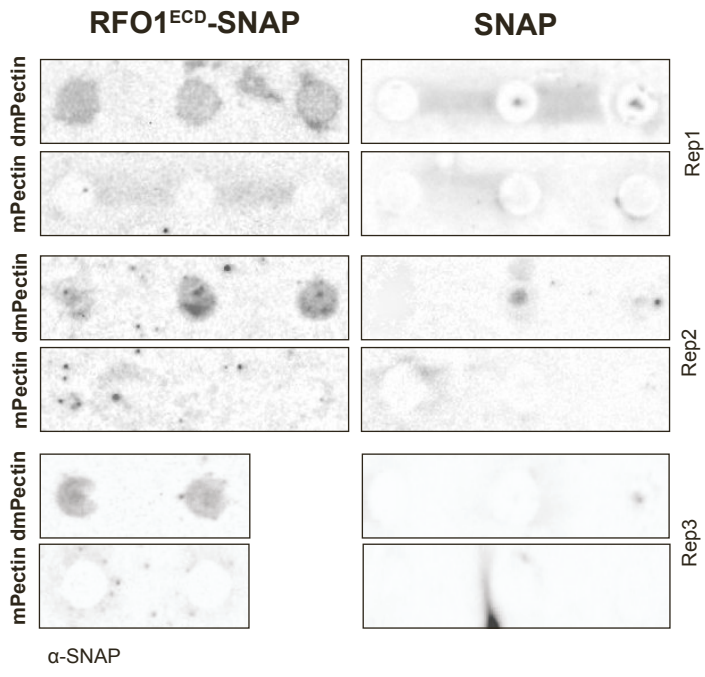 RFO1ᴱᶜᴰ-SNAP
SNAP
dmPectin
mPectin
Rep1
dmPectin
mPectin
Rep2
dmPectin
mPectin
Rep3
α-SNAP